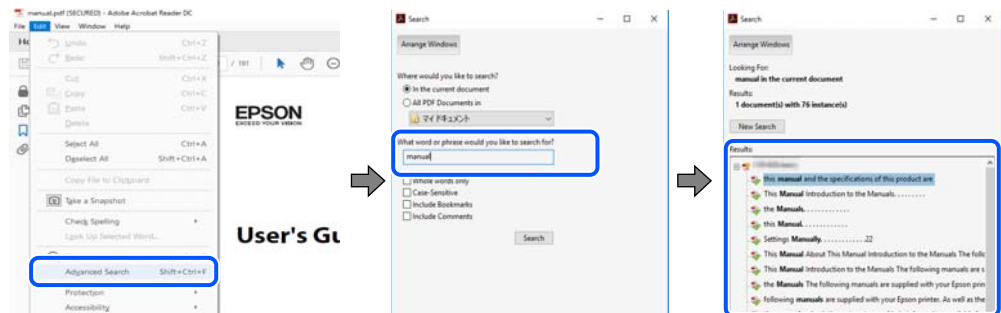 manual.pdf (SECURED) - Adobe Acrobat Reader DC
File Edit View Window Help
Undo Ctrl+Z
Redo Shift+Ctrl+Z
Cut Ctrl+X
Copy Ctrl+C
Paste Ctrl+V
Delete
Select All Ctrl+A
Deselect All Shift+Ctrl+A
Copy File to Clipboard
Take a Snapshot
Check Spelling
Look Up Selected Word...
Advanced Search Shift+Ctrl+F
Protection
Accessibility
/ 181
EPSON
EXCEED YOUR VISION
User's Gu
Search
Arrange Windows
Where would you like to search?
In the current document
All PDF Documents in
マイ ドキュメント
What word or phrase would you like to search for?
manual
Whole words only
Case-Sensitive
Include Bookmarks
Include Comments
Search
Search
Arrange Windows
Looking For:
manual in the current document
Results:
1 document(s) with 76 instance(s)
New Search
Results:
this manual and the specifications of this product are
This Manual Introduction to the Manuals. . . . . . . . .
the Manuals. . . . . . . . . . . . .
this Manual. . . . . . . . . . . . .
Settings Manually. . . . . . . . . . . . 22
This Manual About This Manual Introduction to the Manuals The follo
This Manual Introduction to the Manuals The following manuals are s
the Manuals The following manuals are supplied with your Epson prin
following manuals are supplied with your Epson printer. As well as the